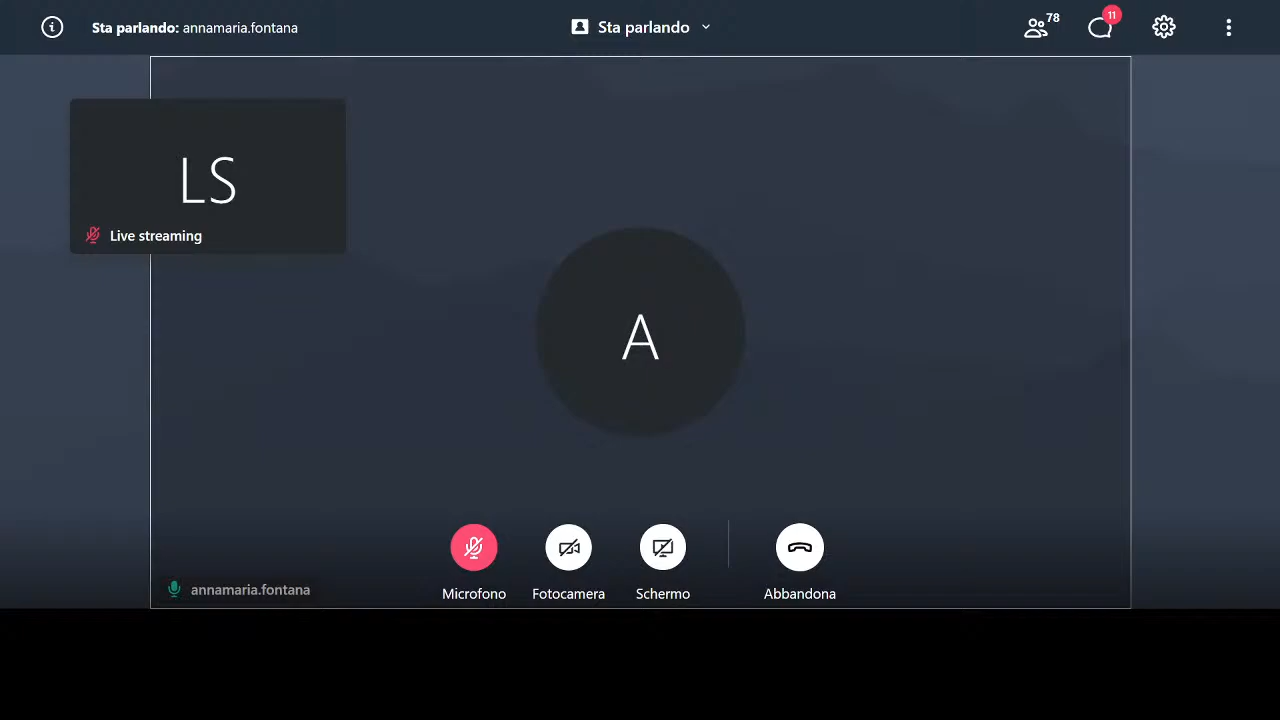 Sta parlando: annamaria.fontana
Sta parlando
78
11
LS
Live streaming
A
Microfono
Fotocamera
Schermo
Abbandona
annamaria.fontana